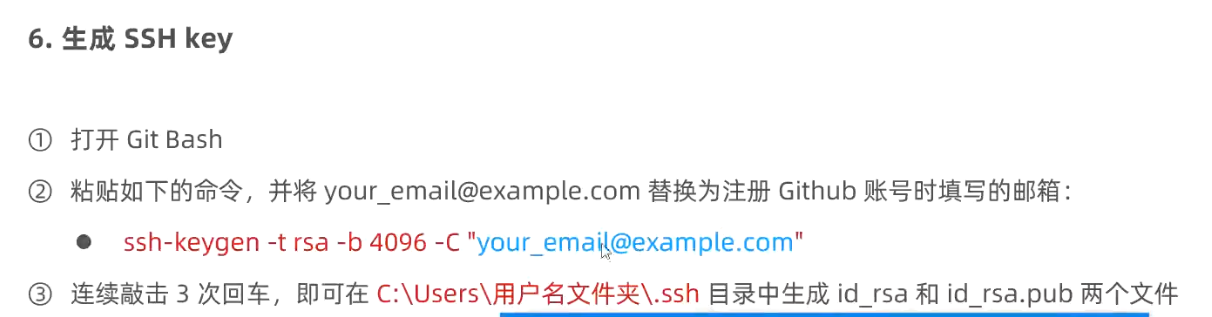 6. 生成 SSH key
① 打开 Git Bash
② 粘贴如下的命令，并将 your_email@example.com 替换为注册 Github 账号时填写的邮箱：
● ssh-keygen -t rsa -b 4096 -C "your_email@example.com"
③ 连续敲击 3 次回车，即可在 C:\Users\用户名文件夹\.ssh 目录中生成 id_rsa 和 id_rsa.pub 两个文件